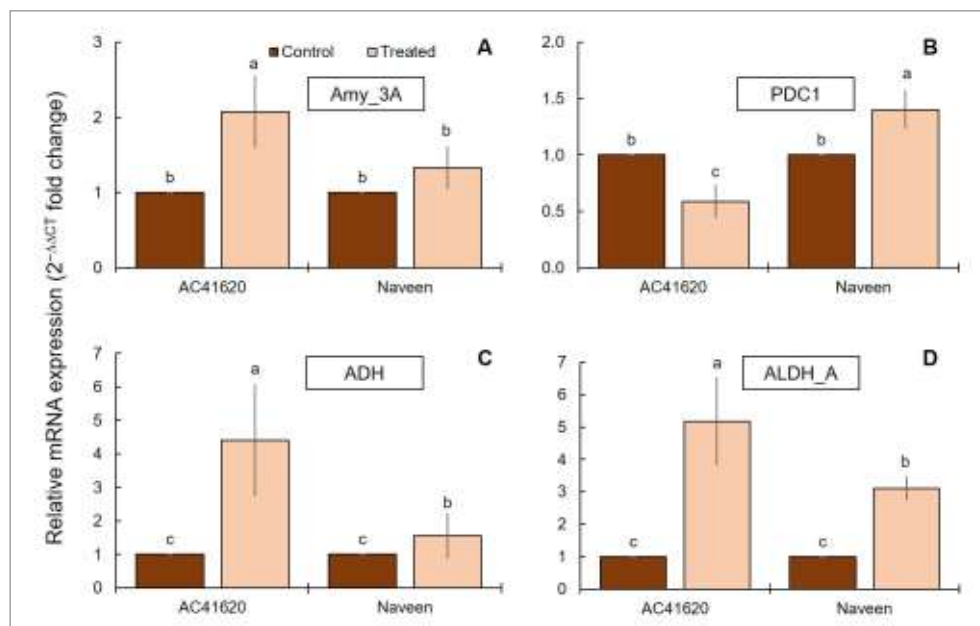 Relative mRNA expression (2^−ΔΔCT fold change)
A
Control Treated
Amy_3A
3
2
1
0
b
a
b
b
AC41620 Naveen
B
PDC1
2.0
1.5
1.0
0.5
0.0
b
c
b
a
AC41620 Naveen
C
ADH
7
6
5
4
3
2
1
0
c
a
c
b
AC41620 Naveen
D
ALDH_A
7
6
5
4
3
2
1
0
c
a
c
b
AC41620 Naveen